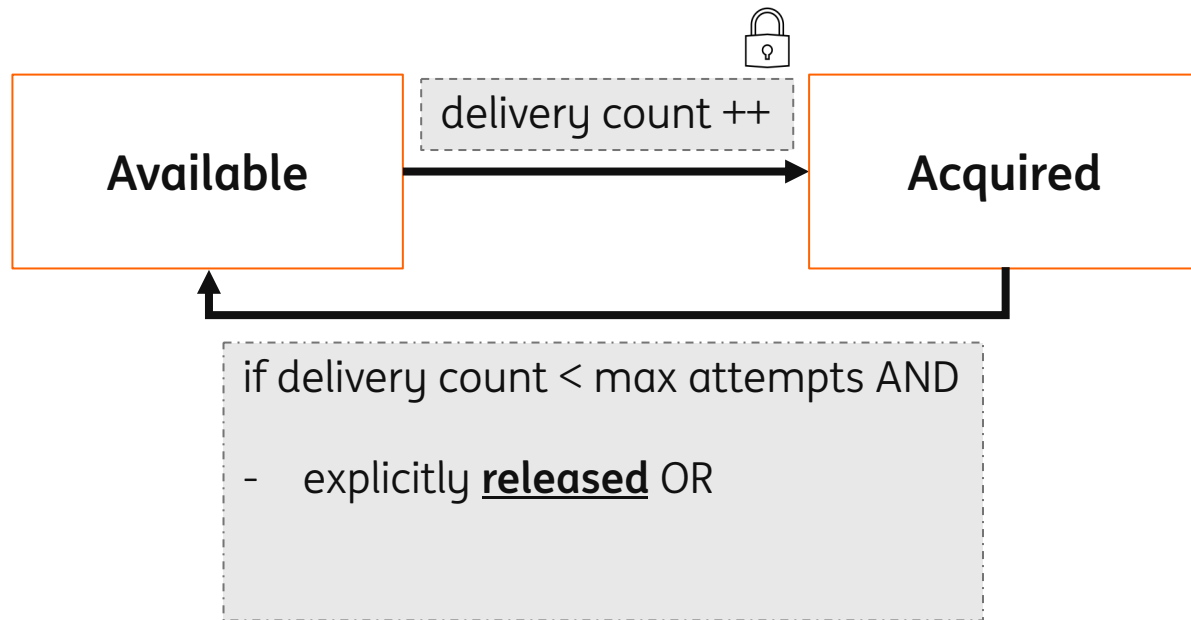 delivery count ++
Available
Acquired
if delivery count < max attempts AND
- explicitly released OR